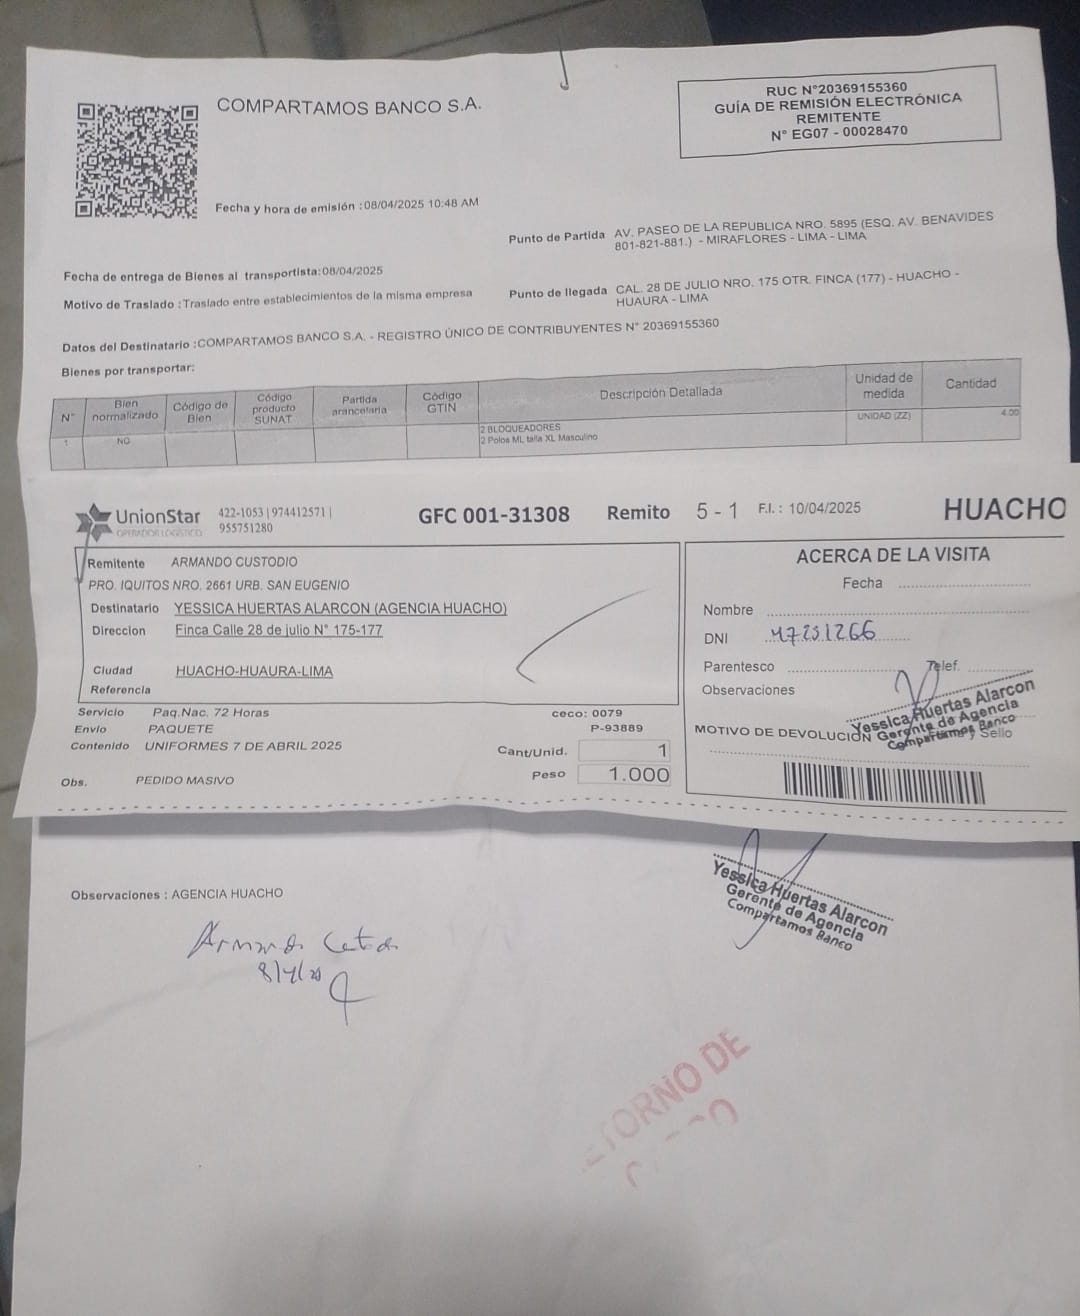 COMPARTAMOS BANCO S.A.
RUC N°20369155360
GUÍA DE REMISIÓN ELECTRÓNICA
REMITENTE
N° EG07 - 00028470
Fecha y hora de emisión :08/04/2025 10:48 AM
Punto de Partida AV. PASEO DE LA REPUBLICA NRO. 5895 (ESQ. AV. BENAVIDES
801-821-881.) - MIRAFLORES - LIMA - LIMA
Fecha de entrega de Bienes al transportista:08/04/2025
Motivo de Traslado :Traslado entre establecimientos de la misma empresa
Punto de llegada CAL. 28 DE JULIO NRO. 175 OTR. FINCA (177) - HUACHO -
HUAURA - LIMA
Datos del Destinatario :COMPARTAMOS BANCO S.A. - REGISTRO ÚNICO DE CONTRIBUYENTES N° 20369155360
Bienes por transportar:
N° Bien normalizado Código de Bien Código producto SUNAT Partida arancelaria Código GTIN Descripción Detallada Unidad de medida Cantidad
1 NO 2 BLOQUEADORES UNIDAD (ZZ) 4.00
2 Polos ML talla XL Masculino
UnionStar 422-1053 | 974412571 |
OPERADOR LOGÍSTICO 955751280
GFC 001-31308 Remito 5 - 1 F.I.: 10/04/2025 HUACHO
Remitente ARMANDO CUSTODIO
PRO. IQUITOS NRO. 2661 URB. SAN EUGENIO
Destinatario YESSICA HUERTAS ALARCON (AGENCIA HUACHO)
Direccion Finca Calle 28 de julio N° 175-177
Ciudad HUACHO-HUAURA-LIMA
Referencia
Servicio Paq.Nac. 72 Horas ceco: 0079
Envio PAQUETE P-93889
Contenido UNIFORMES 7 DE ABRIL 2025 Cant/Unid. 1
Peso 1.000
Obs. PEDIDO MASIVO
ACERCA DE LA VISITA
Fecha
Nombre
DNI 47251266
Parentesco Telef.
Observaciones
Yessica Huertas Alarcon
Gerente de Agencia
Compartamos Banco
MOTIVO DE DEVOLUCIÓN y Sello
Observaciones : AGENCIA HUACHO
Yessica Huertas Alarcon
Gerente de Agencia
Compartamos Banco
Armando
ETORNO DE